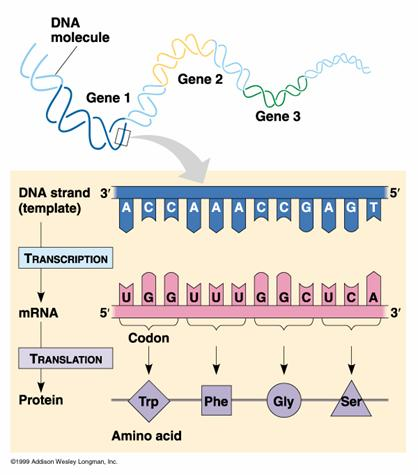 DNA
molecule
Gene 1
Gene 2
Gene 3
DNA strand
(template)
3' A C C A A A C C G A G T 5'
TRANSCRIPTION
mRNA
5' U G G U U U G G C U C A 3'
Codon
TRANSLATION
Protein
Trp Phe Gly Ser
Amino acid
©1999 Addison Wesley Longman, Inc.